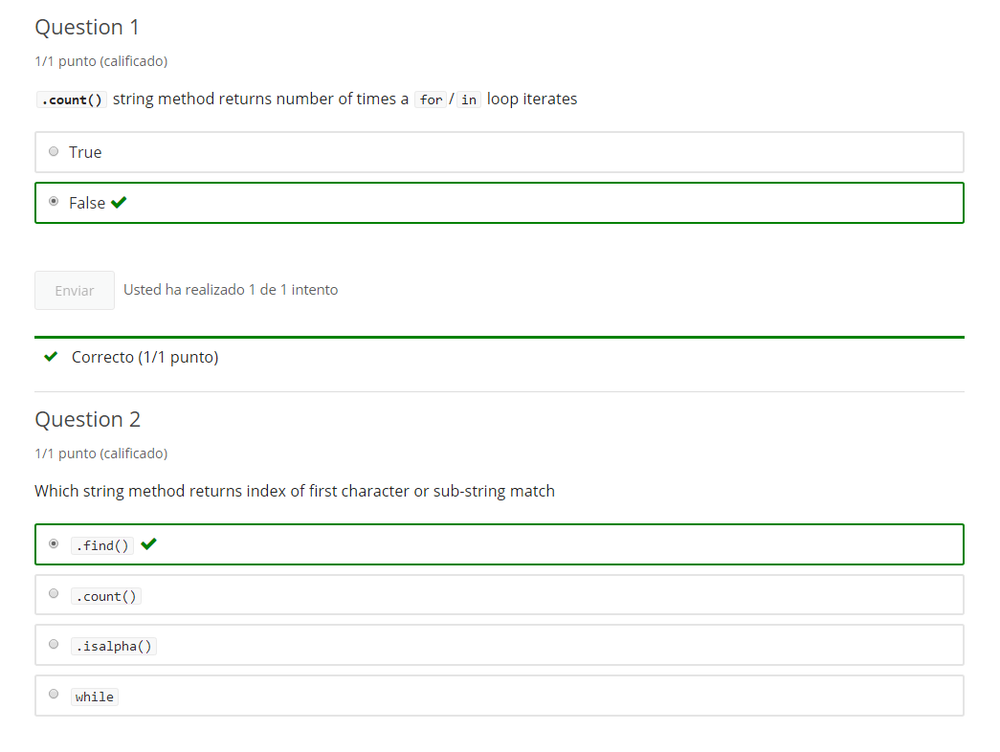 Question 1
1/1 punto (calificado)
.count() string method returns number of times a for / in loop iterates
True
False
Enviar Usted ha realizado 1 de 1 intento
Correcto (1/1 punto)
Question 2
1/1 punto (calificado)
Which string method returns index of first character or sub-string match
.find()
.count()
.isalpha()
while